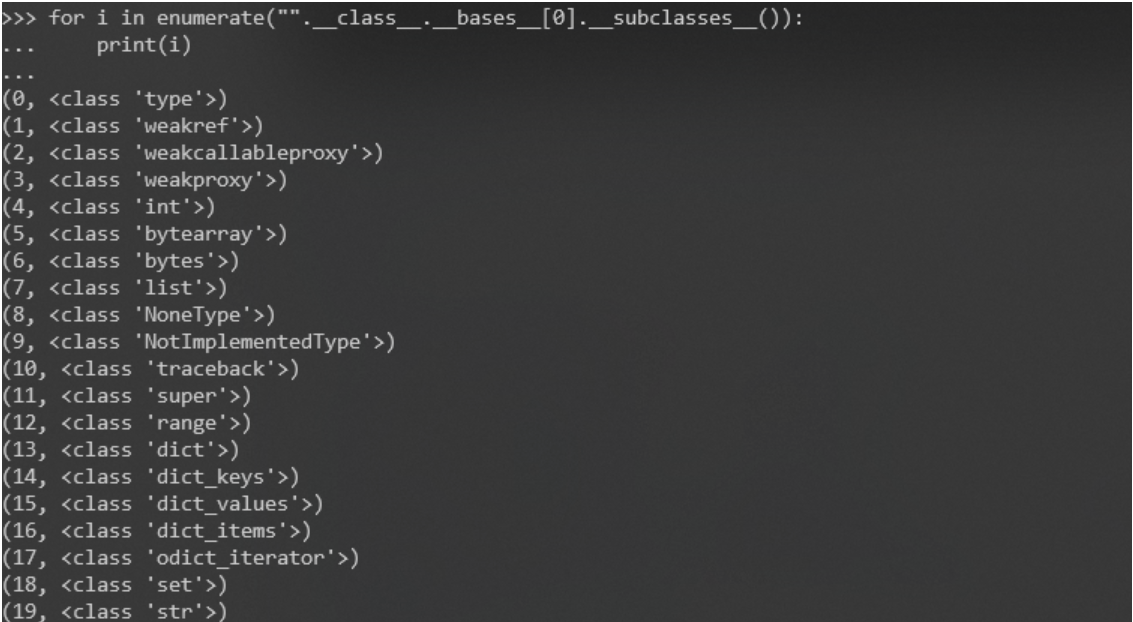 >>> for i in enumerate("".__class__.__bases__[0].__subclasses__()):
...     print(i)
...
(0, <class 'type'>)
(1, <class 'weakref'>)
(2, <class 'weakcallableproxy'>)
(3, <class 'weakproxy'>)
(4, <class 'int'>)
(5, <class 'bytearray'>)
(6, <class 'bytes'>)
(7, <class 'list'>)
(8, <class 'NoneType'>)
(9, <class 'NotImplementedType'>)
(10, <class 'traceback'>)
(11, <class 'super'>)
(12, <class 'range'>)
(13, <class 'dict'>)
(14, <class 'dict_keys'>)
(15, <class 'dict_values'>)
(16, <class 'dict_items'>)
(17, <class 'odict_iterator'>)
(18, <class 'set'>)
(19, <class 'str'>)